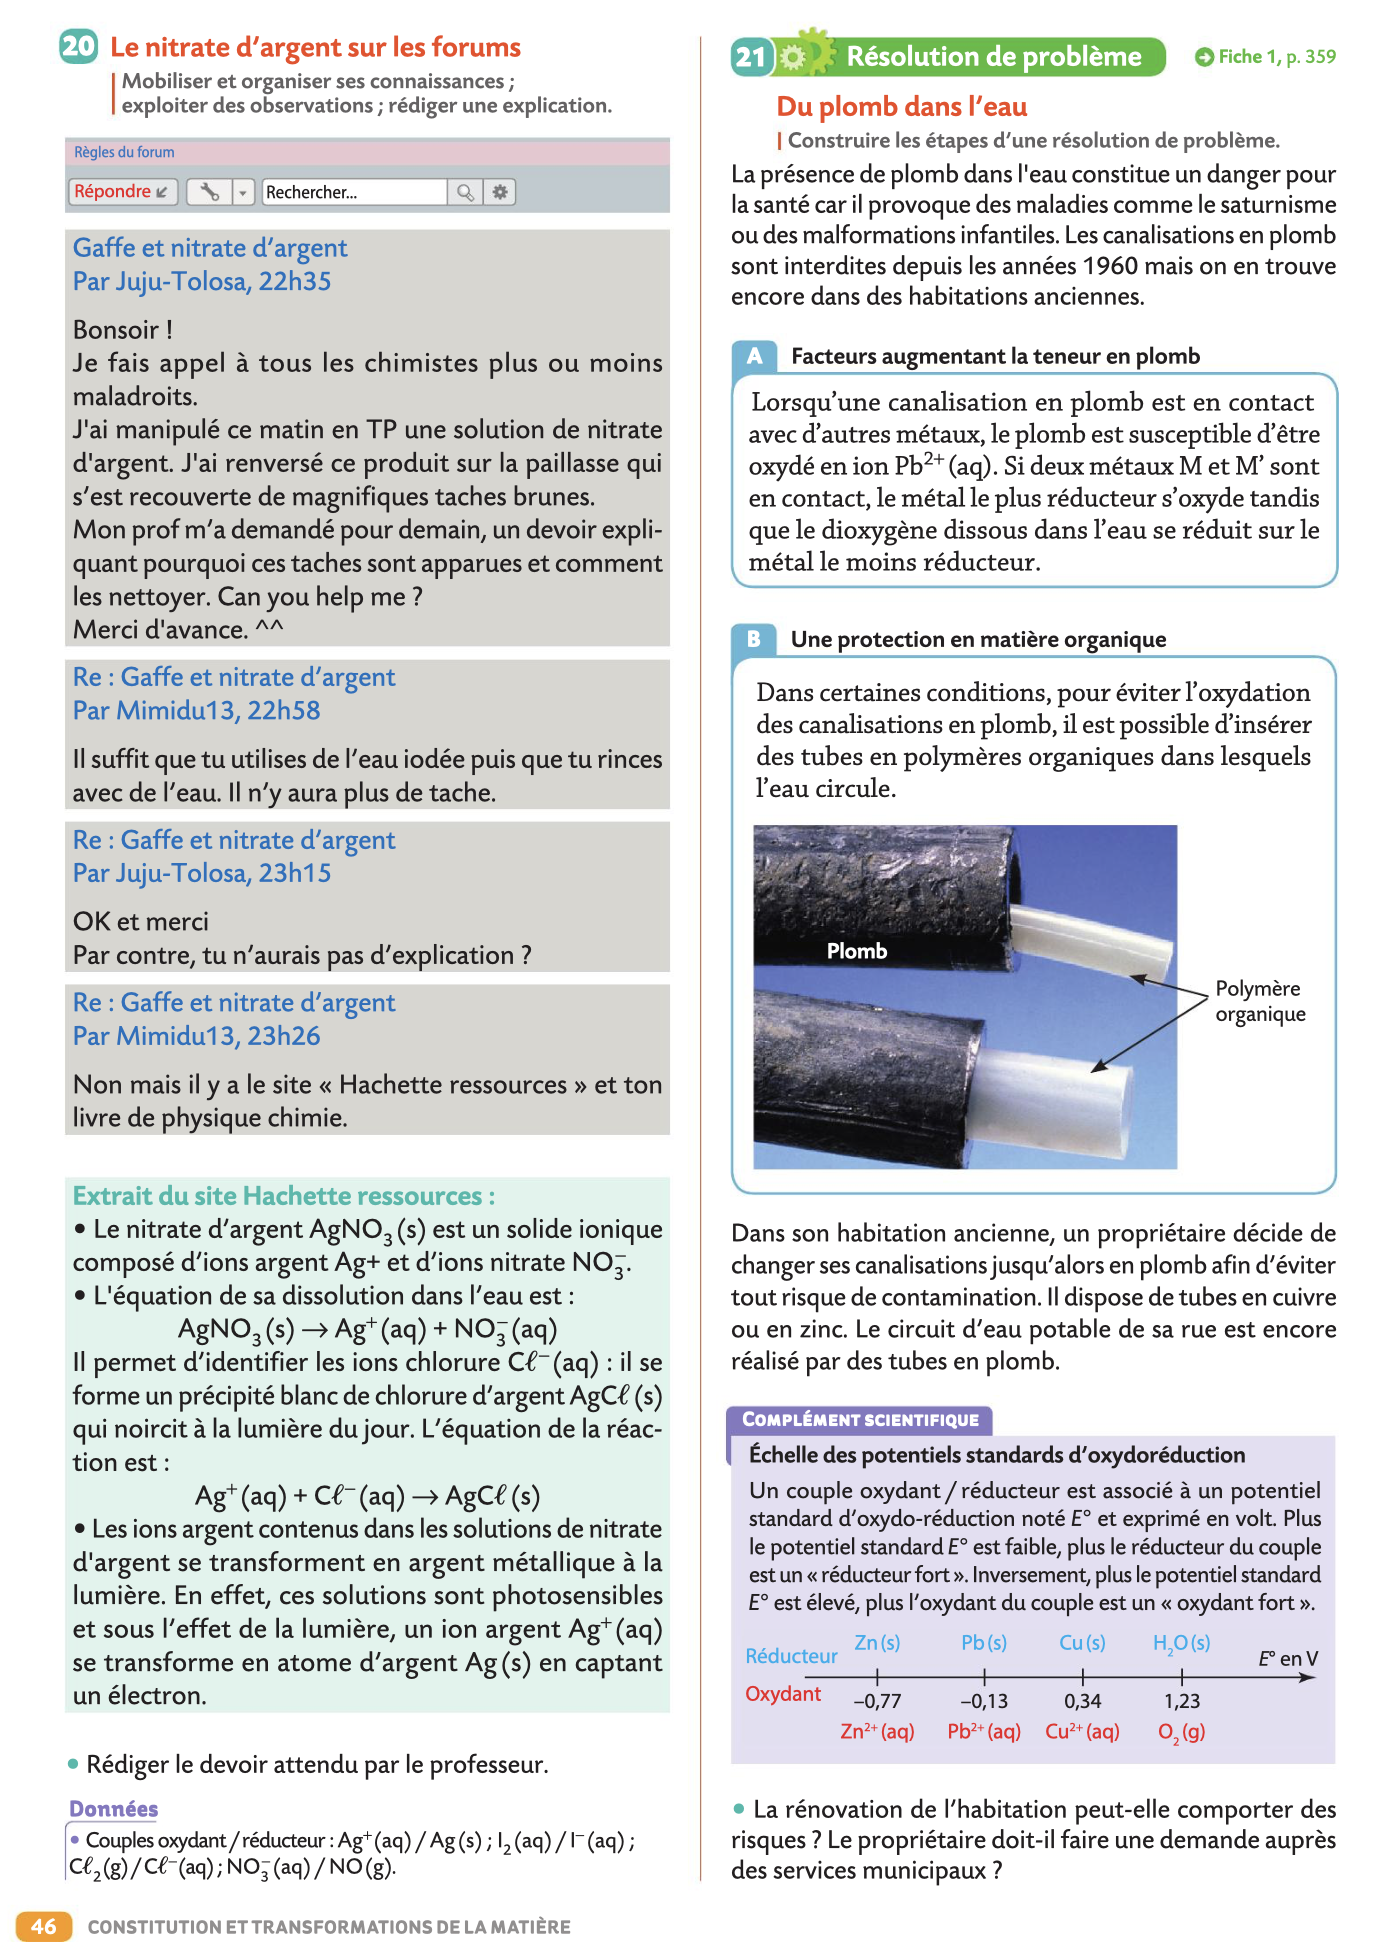 20 Le nitrate d’argent sur les forums
Mobiliser et organiser ses connaissances ;
exploiter des observations ; rédiger une explication.
Règles du forum
Répondre
Rechercher...
Gaffe et nitrate d’argent
Par Juju-Tolosa, 22h35
Bonsoir !
Je fais appel à tous les chimistes plus ou moins
maladroits.
J'ai manipulé ce matin en TP une solution de nitrate
d'argent. J'ai renversé ce produit sur la paillasse qui
s’est recouverte de magnifiques taches brunes.
Mon prof m’a demandé pour demain, un devoir expli-
quant pourquoi ces taches sont apparues et comment
les nettoyer. Can you help me ?
Merci d'avance. ^^
Re : Gaffe et nitrate d’argent
Par Mimidu13, 22h58
Il suffit que tu utilises de l’eau iodée puis que tu rinces
avec de l’eau. Il n’y aura plus de tache.
Re : Gaffe et nitrate d’argent
Par Juju-Tolosa, 23h15
OK et merci
Par contre, tu n’aurais pas d’explication ?
Re : Gaffe et nitrate d’argent
Par Mimidu13, 23h26
Non mais il y a le site « Hachette ressources » et ton
livre de physique chimie.
Extrait du site Hachette ressources :
• Le nitrate d’argent AgNO₃ (s) est un solide ionique
composé d’ions argent Ag+ et d’ions nitrate NO₃⁻.
• L'équation de sa dissolution dans l’eau est :
AgNO₃ (s) → Ag⁺ (aq) + NO₃⁻ (aq)
Il permet d’identifier les ions chlorure Cℓ⁻ (aq) : il se
forme un précipité blanc de chlorure d’argent AgCℓ (s)
qui noircit à la lumière du jour. L’équation de la réac-
tion est :
Ag⁺ (aq) + Cℓ⁻ (aq) → AgCℓ (s)
• Les ions argent contenus dans les solutions de nitrate
d'argent se transforment en argent métallique à la
lumière. En effet, ces solutions sont photosensibles
et sous l’effet de la lumière, un ion argent Ag⁺ (aq)
se transforme en atome d’argent Ag (s) en captant
un électron.
• Rédiger le devoir attendu par le professeur.
Données
• Couples oxydant / réducteur : Ag⁺ (aq) / Ag (s) ; I₂ (aq) / I⁻ (aq) ;
Cℓ₂ (g) / Cℓ⁻ (aq) ; NO₃⁻ (aq) / NO (g).
21 Résolution de problème
Fiche 1, p. 359
Du plomb dans l’eau
Construire les étapes d’une résolution de problème.
La présence de plomb dans l'eau constitue un danger pour
la santé car il provoque des maladies comme le saturnisme
ou des malformations infantiles. Les canalisations en plomb
sont interdites depuis les années 1960 mais on en trouve
encore dans des habitations anciennes.
A Facteurs augmentant la teneur en plomb
Lorsqu’une canalisation en plomb est en contact
avec d’autres métaux, le plomb est susceptible d’être
oxydé en ion Pb²⁺ (aq). Si deux métaux M et M’ sont
en contact, le métal le plus réducteur s’oxyde tandis
que le dioxygène dissous dans l’eau se réduit sur le
métal le moins réducteur.
B Une protection en matière organique
Dans certaines conditions, pour éviter l’oxydation
des canalisations en plomb, il est possible d’insérer
des tubes en polymères organiques dans lesquels
l’eau circule.
Plomb
Polymère
organique
Dans son habitation ancienne, un propriétaire décide de
changer ses canalisations jusqu’alors en plomb afin d’éviter
tout risque de contamination. Il dispose de tubes en cuivre
ou en zinc. Le circuit d’eau potable de sa rue est encore
réalisé par des tubes en plomb.
COMPLÉMENT SCIENTIFIQUE
Échelle des potentiels standards d’oxydoréduction
Un couple oxydant / réducteur est associé à un potentiel
standard d’oxydo-réduction noté E° et exprimé en volt. Plus
le potentiel standard E° est faible, plus le réducteur du couple
est un « réducteur fort ». Inversement, plus le potentiel standard
E° est élevé, plus l’oxydant du couple est un « oxydant fort ».
Réducteur Zn (s) Pb (s) Cu (s) H₂O (s)
E° en V
Oxydant –0,77 –0,13 0,34 1,23
Zn²⁺ (aq) Pb²⁺ (aq) Cu²⁺ (aq) O₂ (g)
• La rénovation de l’habitation peut-elle comporter des
risques ? Le propriétaire doit-il faire une demande auprès
des services municipaux ?
46 CONSTITUTION ET TRANSFORMATIONS DE LA MATIÈRE